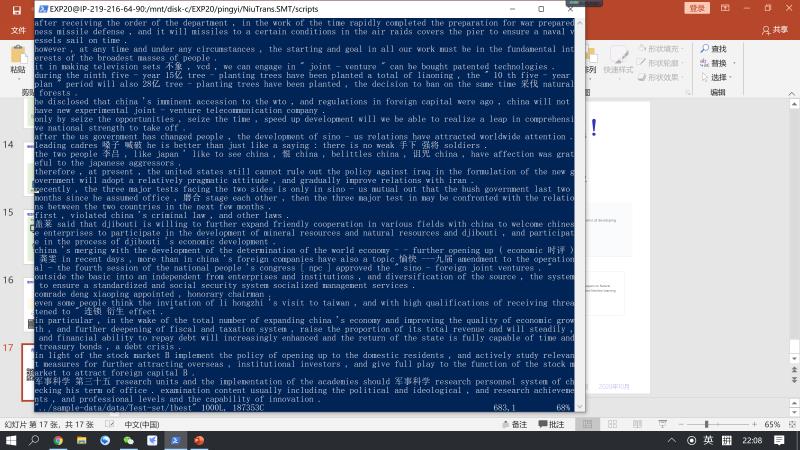 EXP20@IP-219-216-64-90:/mnt/disk-c/EXP20/pingyi/NiuTrans.SMT/scripts
登录
共享
文件
粘贴
after receiving the order of the department , in the work of the time rapidly completed the preparation for war prepared
ness missile defense , and it will missiles to a certain conditions in the air raids covers the pier to ensure a naval v
essels sail on time .
however , at any time and under any circumstances , the starting and goal in all our work must be in the fundamental int
erests of the broadest masses of people .
it in making television sets 不象 , vcd , we can engage in " joint - venture " can be bought patented technologies .
during the ninth five - year 15亿 tree - planting trees have been planted a total of liaoning , the " 10 th five - year
plan " period will also 28亿 tree - planting trees have been planted , the decision to ban on the same time 采伐 natural
forests .
he disclosed that china 's imminent accession to the wto , and regulations in foreign capital were ago , china will not
have new experimental joint - venture telecommunication company .
only by seize the opportunities , seize the time , speed up development will we be able to realize a leap in comprehensi
ve national strength to take off .
after the us government has changed people , the development of sino - us relations have attracted worldwide attention .
leading cadres 嗓子 喊破 he is better than just like a saying : there is no weak 手下 强将 soldiers .
the two people 李吕 , like japan ' like to see china , 恨 china , belittles china , 诅咒 china , have affection was grat
eful to the japanese aggressors .
therefore , at present , the united states still cannot rule out the policy against iraq in the formulation of the new g
overnment will adopt a relatively pragmatic attitude , and gradually improve relations with iran .
recently , the three major tests facing the two sides is only in sino - us mutual out that the bush government last two
months since he assumed office , 磨合 stage each other , then the three major test in may be confronted with the relatio
ns between the two countries in the next few months .
first , violated china 's criminal law , and other laws .
said that djibouti is willing to further expand friendly cooperation in various fields with china to welcome chines
e enterprises to participate in the development of mineral resources and natural resources and djibouti , and participat
e in the process of djibouti 's economic development .
china 's merging with the development of the determination of the world economy - - further opening up ( economic 时评 )
龚雯 in recent days , more than in china 's foreign companies have also a topic 愉快 ---九届 amendment to the operation
al - the fourth session of the national people 's congress [ npc ] approved the " sino - foreign joint ventures . "
outside the basic into an independent from enterprises and institutions , and diversification of the source , the system
to ensure a standardized and social security system socialized management services .
comrade deng xiaoping appointed , honorary chairman .
even some people think the invitation of li hongzhi 's visit to taiwan , and with high qualifications of receiving threa
tened to " 连锁 衍生 effect . "
in particular , in the wake of the total number of expanding china 's economy and improving the quality of economic grow
th , and further deepening of fiscal and taxation system , raise the proportion of its total revenue and will steadily ,
and financial ability to repay debt will increasingly enhanced and the return of the state is fully capable of time and
treasury bonds , a debt crisis .
in light of the stock market B implement the policy of opening up to the domestic residents , and actively study relevan
t measures for further attracting overseas , institutional investors , and give full play to the function of the stock m
arket to attract foreign capital B .
军事科学 第三十五 research units and the implementation of the academies should 军事科学 research personnel system of ch
ecking his term of office . examination content usually including the political and ideological , and research achieveme
nts , and professional levels and the capability of innovation .
"../sample-data/data/Test-set/1best" 1000L, 187353C 683,1 68%
快速样式
形状填充
形状轮廓
形状效果
查找
替换
选择
编辑
14
15
16
17
!
2020年10月
幻灯片 第 17 张，共 17 张
中文(中国)
备注
批注
65%
英
拼
22:08